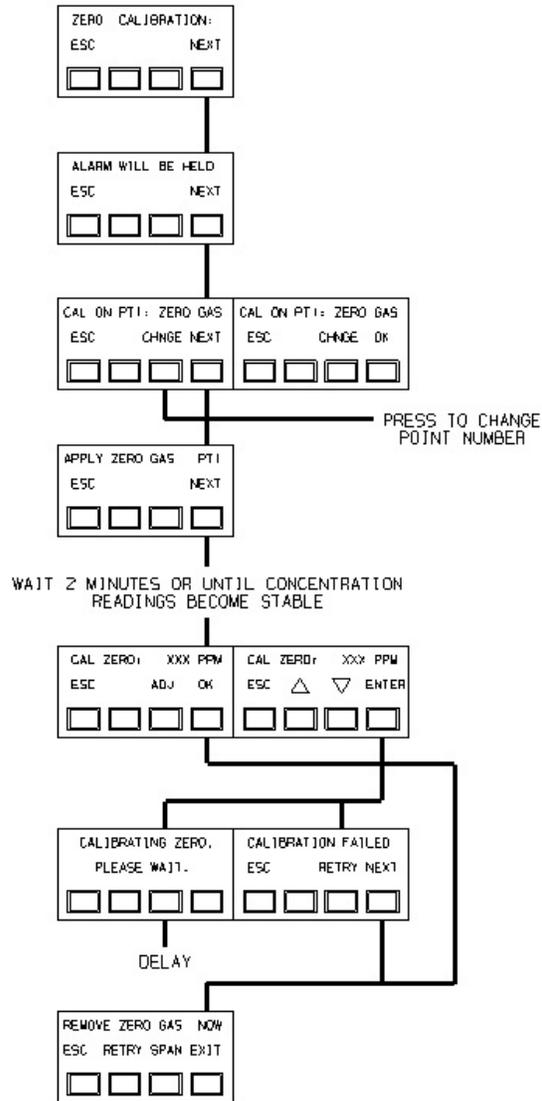 ZERO CALIBRATION:
ESC NEXT
ALARM WILL BE HELD
ESC NEXT
CAL ON PT1: ZERO GAS
ESC CHNGE NEXT
CAL ON PT1: ZERO GAS
ESC CHNGE OK
PRESS TO CHANGE
POINT NUMBER
APPLY ZERO GAS PT1
ESC NEXT
WAIT 2 MINUTES OR UNTIL CONCENTRATION
READINGS BECOME STABLE
CAL ZERO: XXX PPM
ESC ADJ OK
CAL ZERO: XXX PPM
ESC △ ▽ ENTER
CALIBRATING ZERO.
PLEASE WAIT.
CALIBRATION FAILED
ESC RETRY NEXT
DELAY
REMOVE ZERO GAS NOW
ESC RETRY SPAN EXIT